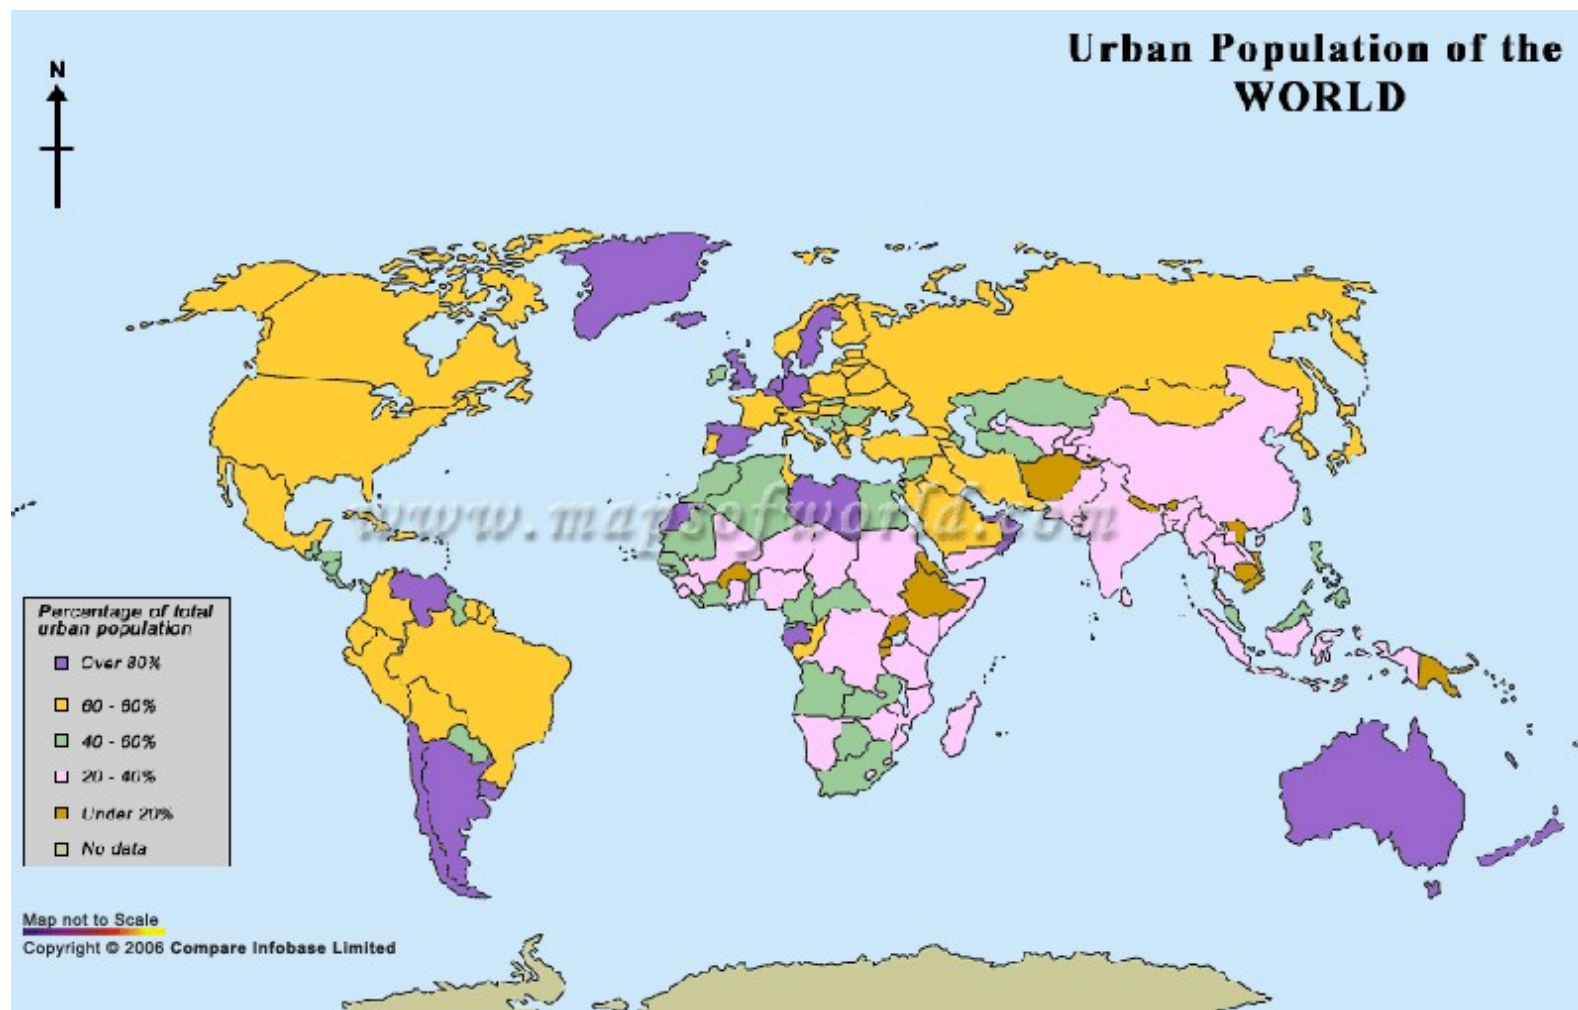 Urban Population of the
WORLD
N
www.mapsofworld.com
Percentage of total
urban population
Over 80%
60 - 80%
40 - 60%
20 - 40%
Under 20%
No data
Map not to Scale
Copyright © 2006 Compare Infobase Limited